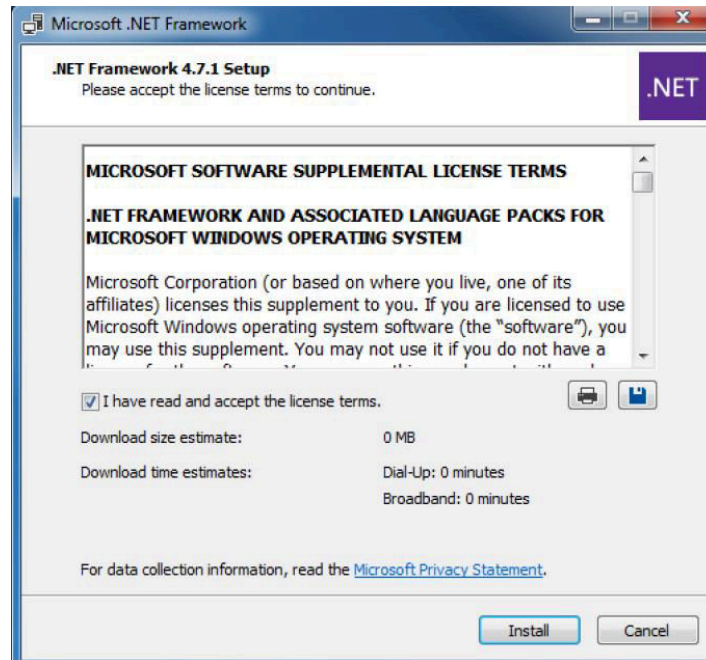 Microsoft .NET Framework
.NET Framework 4.7.1 Setup
Please accept the license terms to continue.
.NET
MICROSOFT SOFTWARE SUPPLEMENTAL LICENSE TERMS
.NET FRAMEWORK AND ASSOCIATED LANGUAGE PACKS FOR
MICROSOFT WINDOWS OPERATING SYSTEM
Microsoft Corporation (or based on where you live, one of its
affiliates) licenses this supplement to you. If you are licensed to use
Microsoft Windows operating system software (the “software”), you
may use this supplement. You may not use it if you do not have a
I have read and accept the license terms.
Download size estimate: 0 MB
Download time estimates: Dial-Up: 0 minutes
Broadband: 0 minutes
For data collection information, read the Microsoft Privacy Statement.
Install Cancel